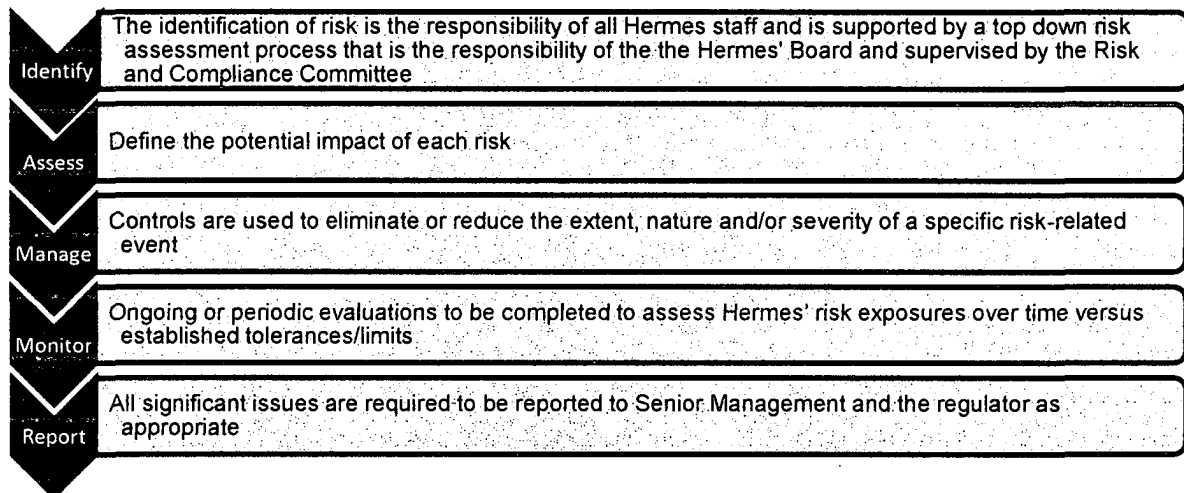 The identification of risk is the responsibility of all Hermes staff and is supported by a top down risk
assessment process that is the responsibility of the the Hermes' Board and supervised by the Risk
and Compliance Committee
Identify
Define the potential impact of each risk
Assess
Controls are used to eliminate or reduce the extent, nature and/or severity of a specific risk-related
event
Manage
Ongoing or periodic evaluations to be completed to assess Hermes' risk exposures over time versus
established tolerances/limits
Monitor
All significant issues are required to be reported to Senior Management and the regulator as
appropriate
Report